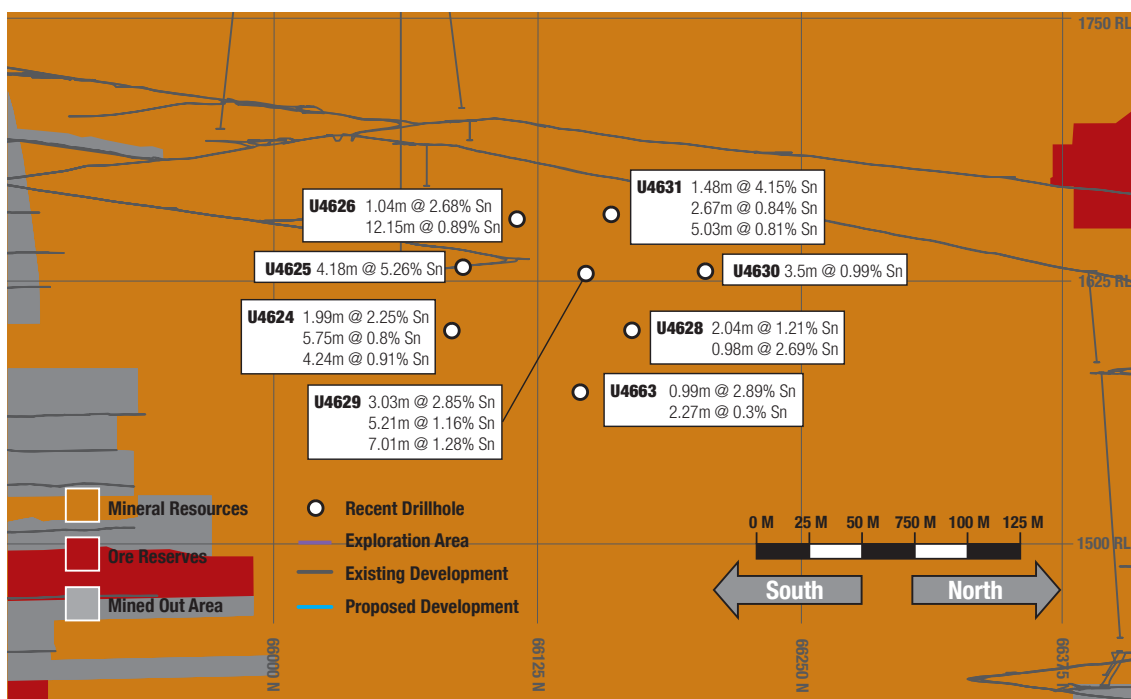 1750 RL
U4626 1.04m @ 2.68% Sn
12.15m @ 0.89% Sn
U4631 1.48m @ 4.15% Sn
2.67m @ 0.84% Sn
5.03m @ 0.81% Sn
U4625 4.18m @ 5.26% Sn
U4630 3.5m @ 0.99% Sn
1625 RL
U4624 1.99m @ 2.25% Sn
5.75m @ 0.8% Sn
4.24m @ 0.91% Sn
U4628 2.04m @ 1.21% Sn
0.98m @ 2.69% Sn
U4629 3.03m @ 2.85% Sn
5.21m @ 1.16% Sn
7.01m @ 1.28% Sn
U4663 0.99m @ 2.89% Sn
2.27m @ 0.3% Sn
Mineral Resources
Ore Reserves
Mined Out Area
Recent Drillhole
Exploration Area
Existing Development
Proposed Development
0 M 25 M 50 M 750 M 100 M 125 M
1500 RL
South
North
66000 N
66125 N
66250 N
66375 N